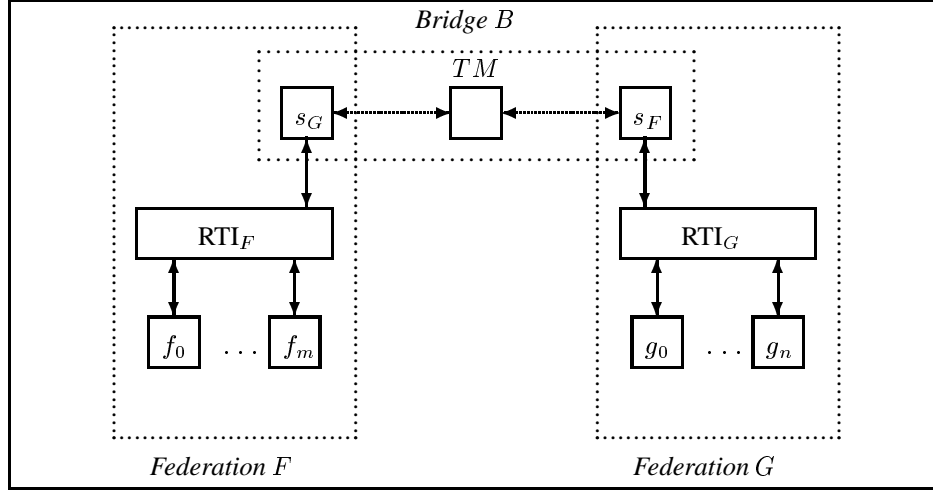 Bridge B
TM
s_G
s_F
RTI_F
RTI_G
f_0 ... f_m
g_0 ... g_n
Federation F
Federation G